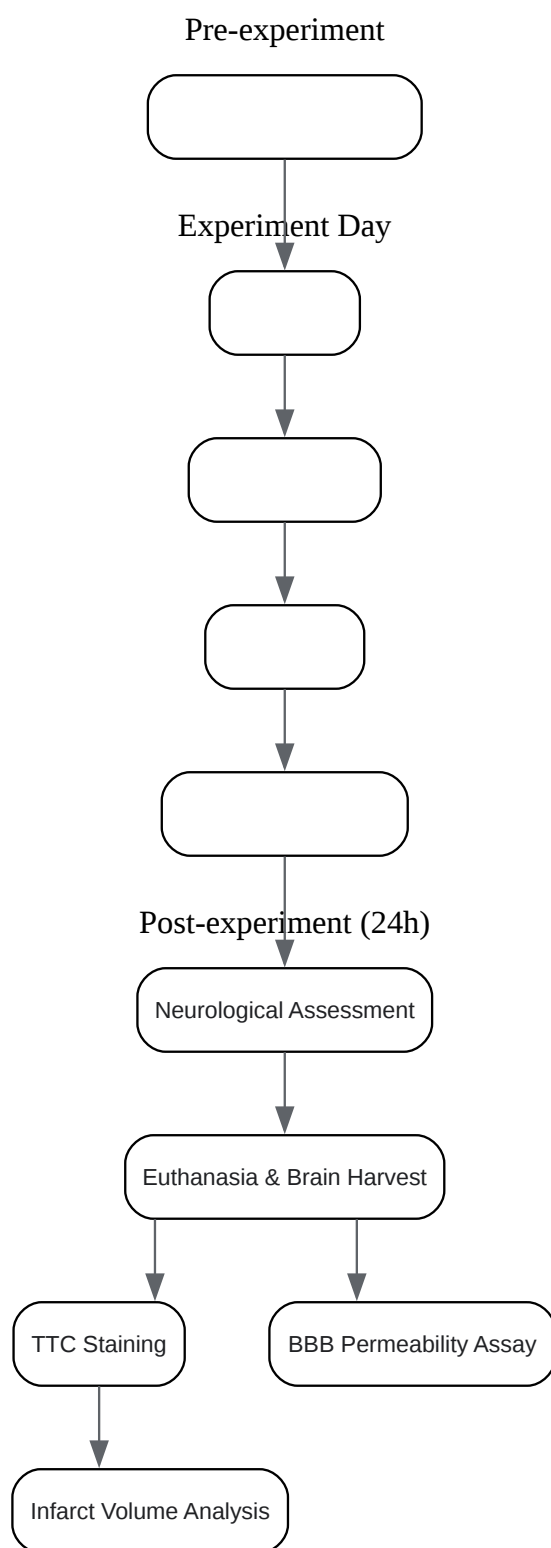 Pre-experiment
Experiment Day
Post-experiment (24h)
Neurological Assessment
Euthanasia & Brain Harvest
TTC Staining
BBB Permeability Assay
Infarct Volume Analysis